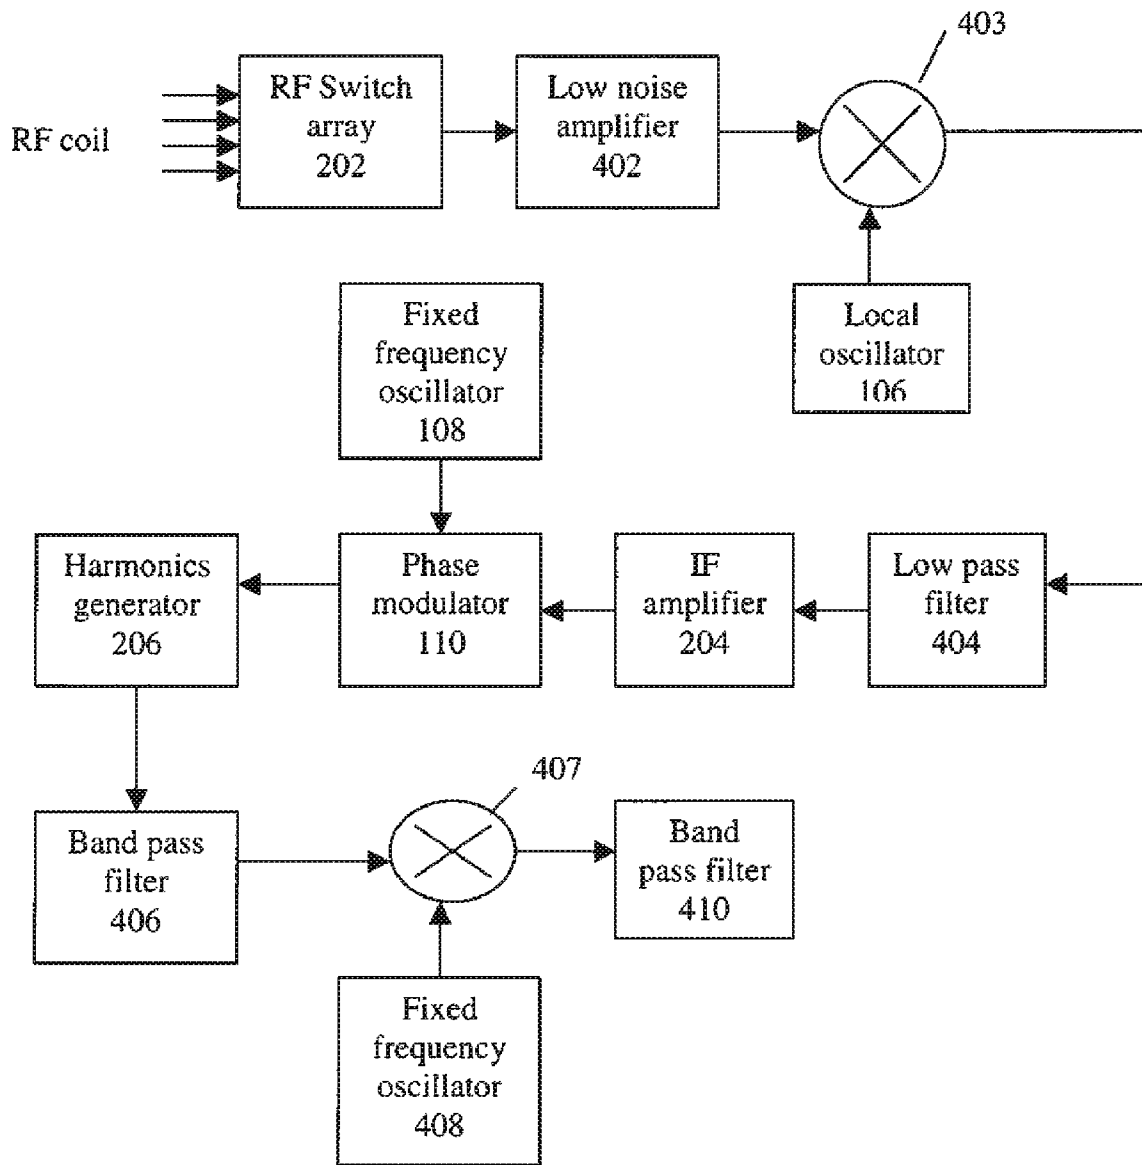 403
RF coil
RF Switch
array
202
Low noise
amplifier
402
Fixed
frequency
oscillator
108
Local
oscillator
106
Harmonics
generator
206
Phase
modulator
110
IF
amplifier
204
Low pass
filter
404
407
Band pass
filter
406
Band
pass filter
410
Fixed
frequency
oscillator
408